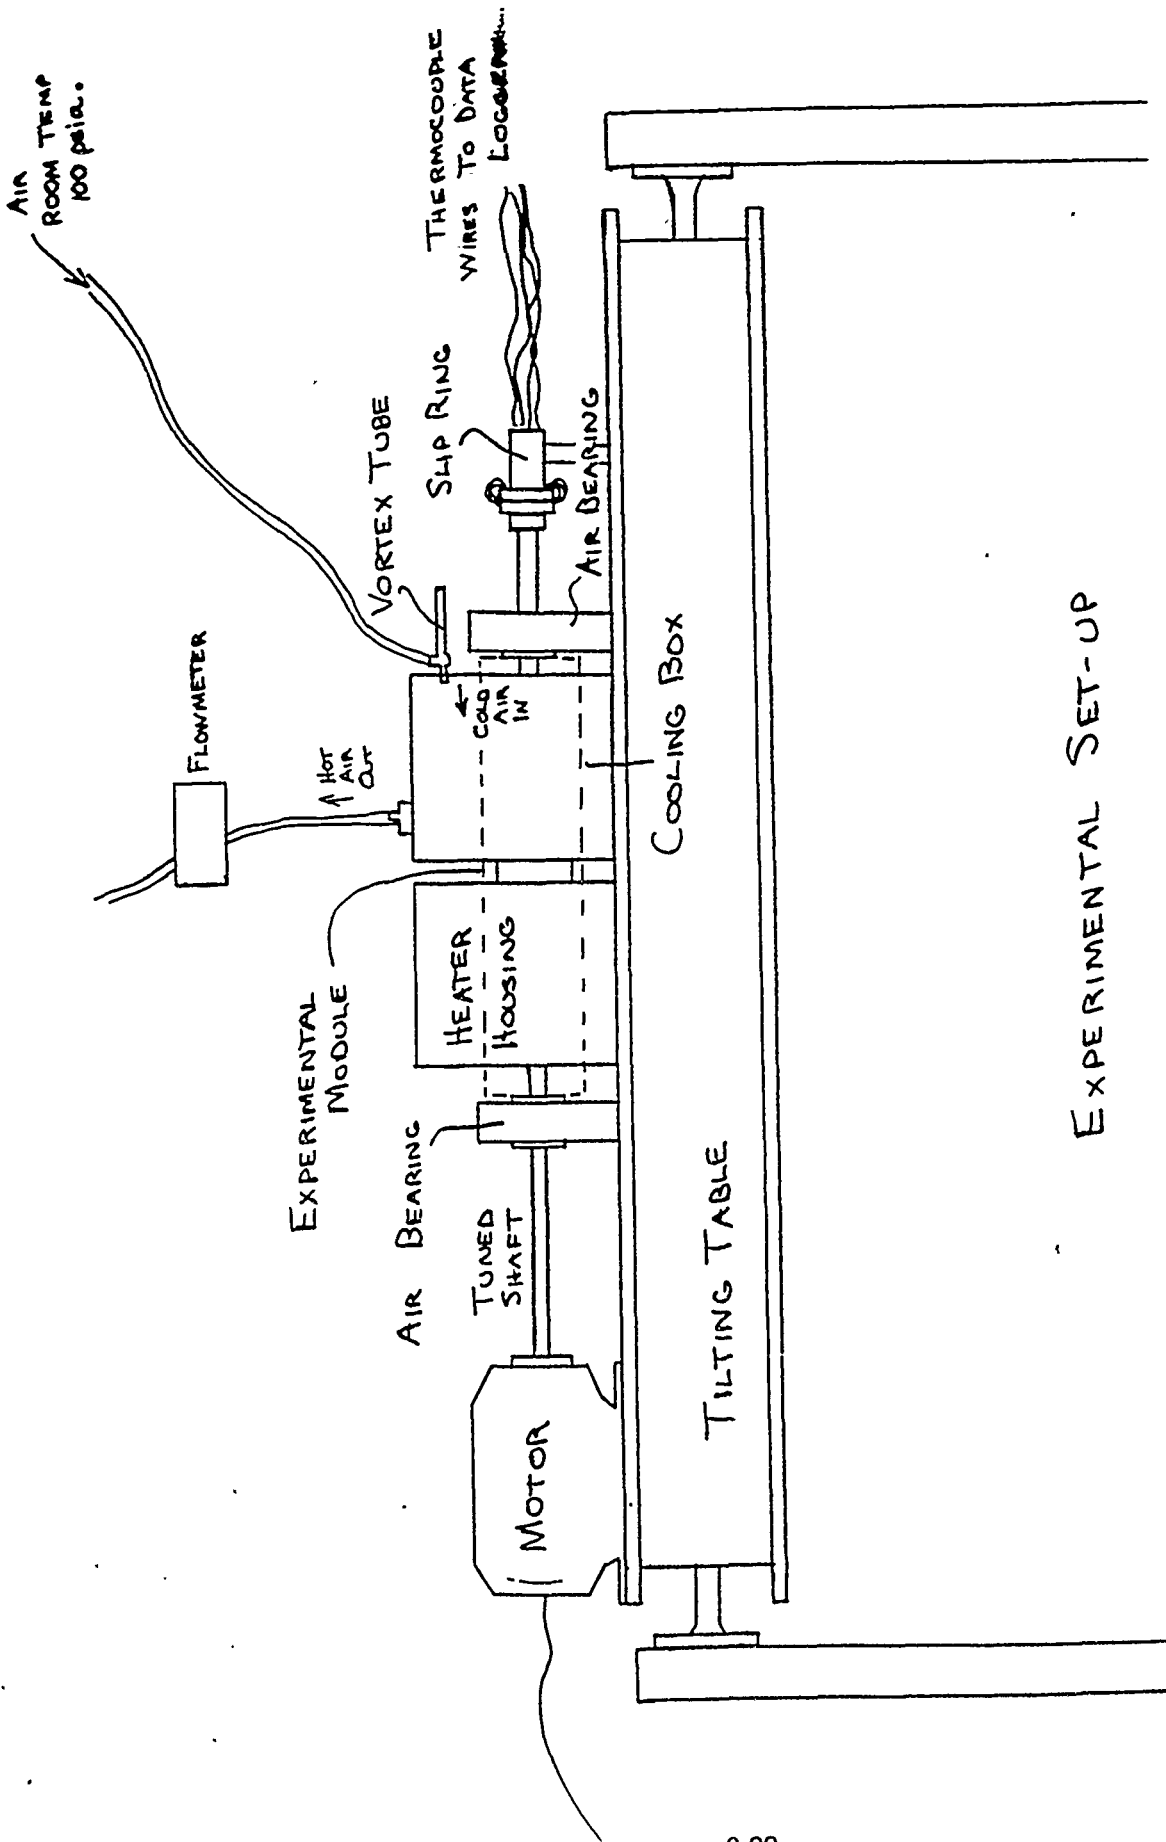 AIR
ROOM TEMP
100 psia.
THERMOCOUPLE
WIRES TO DATA
FLOWMETER
VORTEX TUBE
SLIP RING
AIR BEARING
↑ HOT
AIR
OUT
← COLD
AIR
IN
EXPERIMENTAL
MODULE
HEATER
HOUSING
COOLING BOX
AIR BEARING
TUNED
SHAFT
MOTOR
TILTING TABLE
EXPERIMENTAL SET-UP